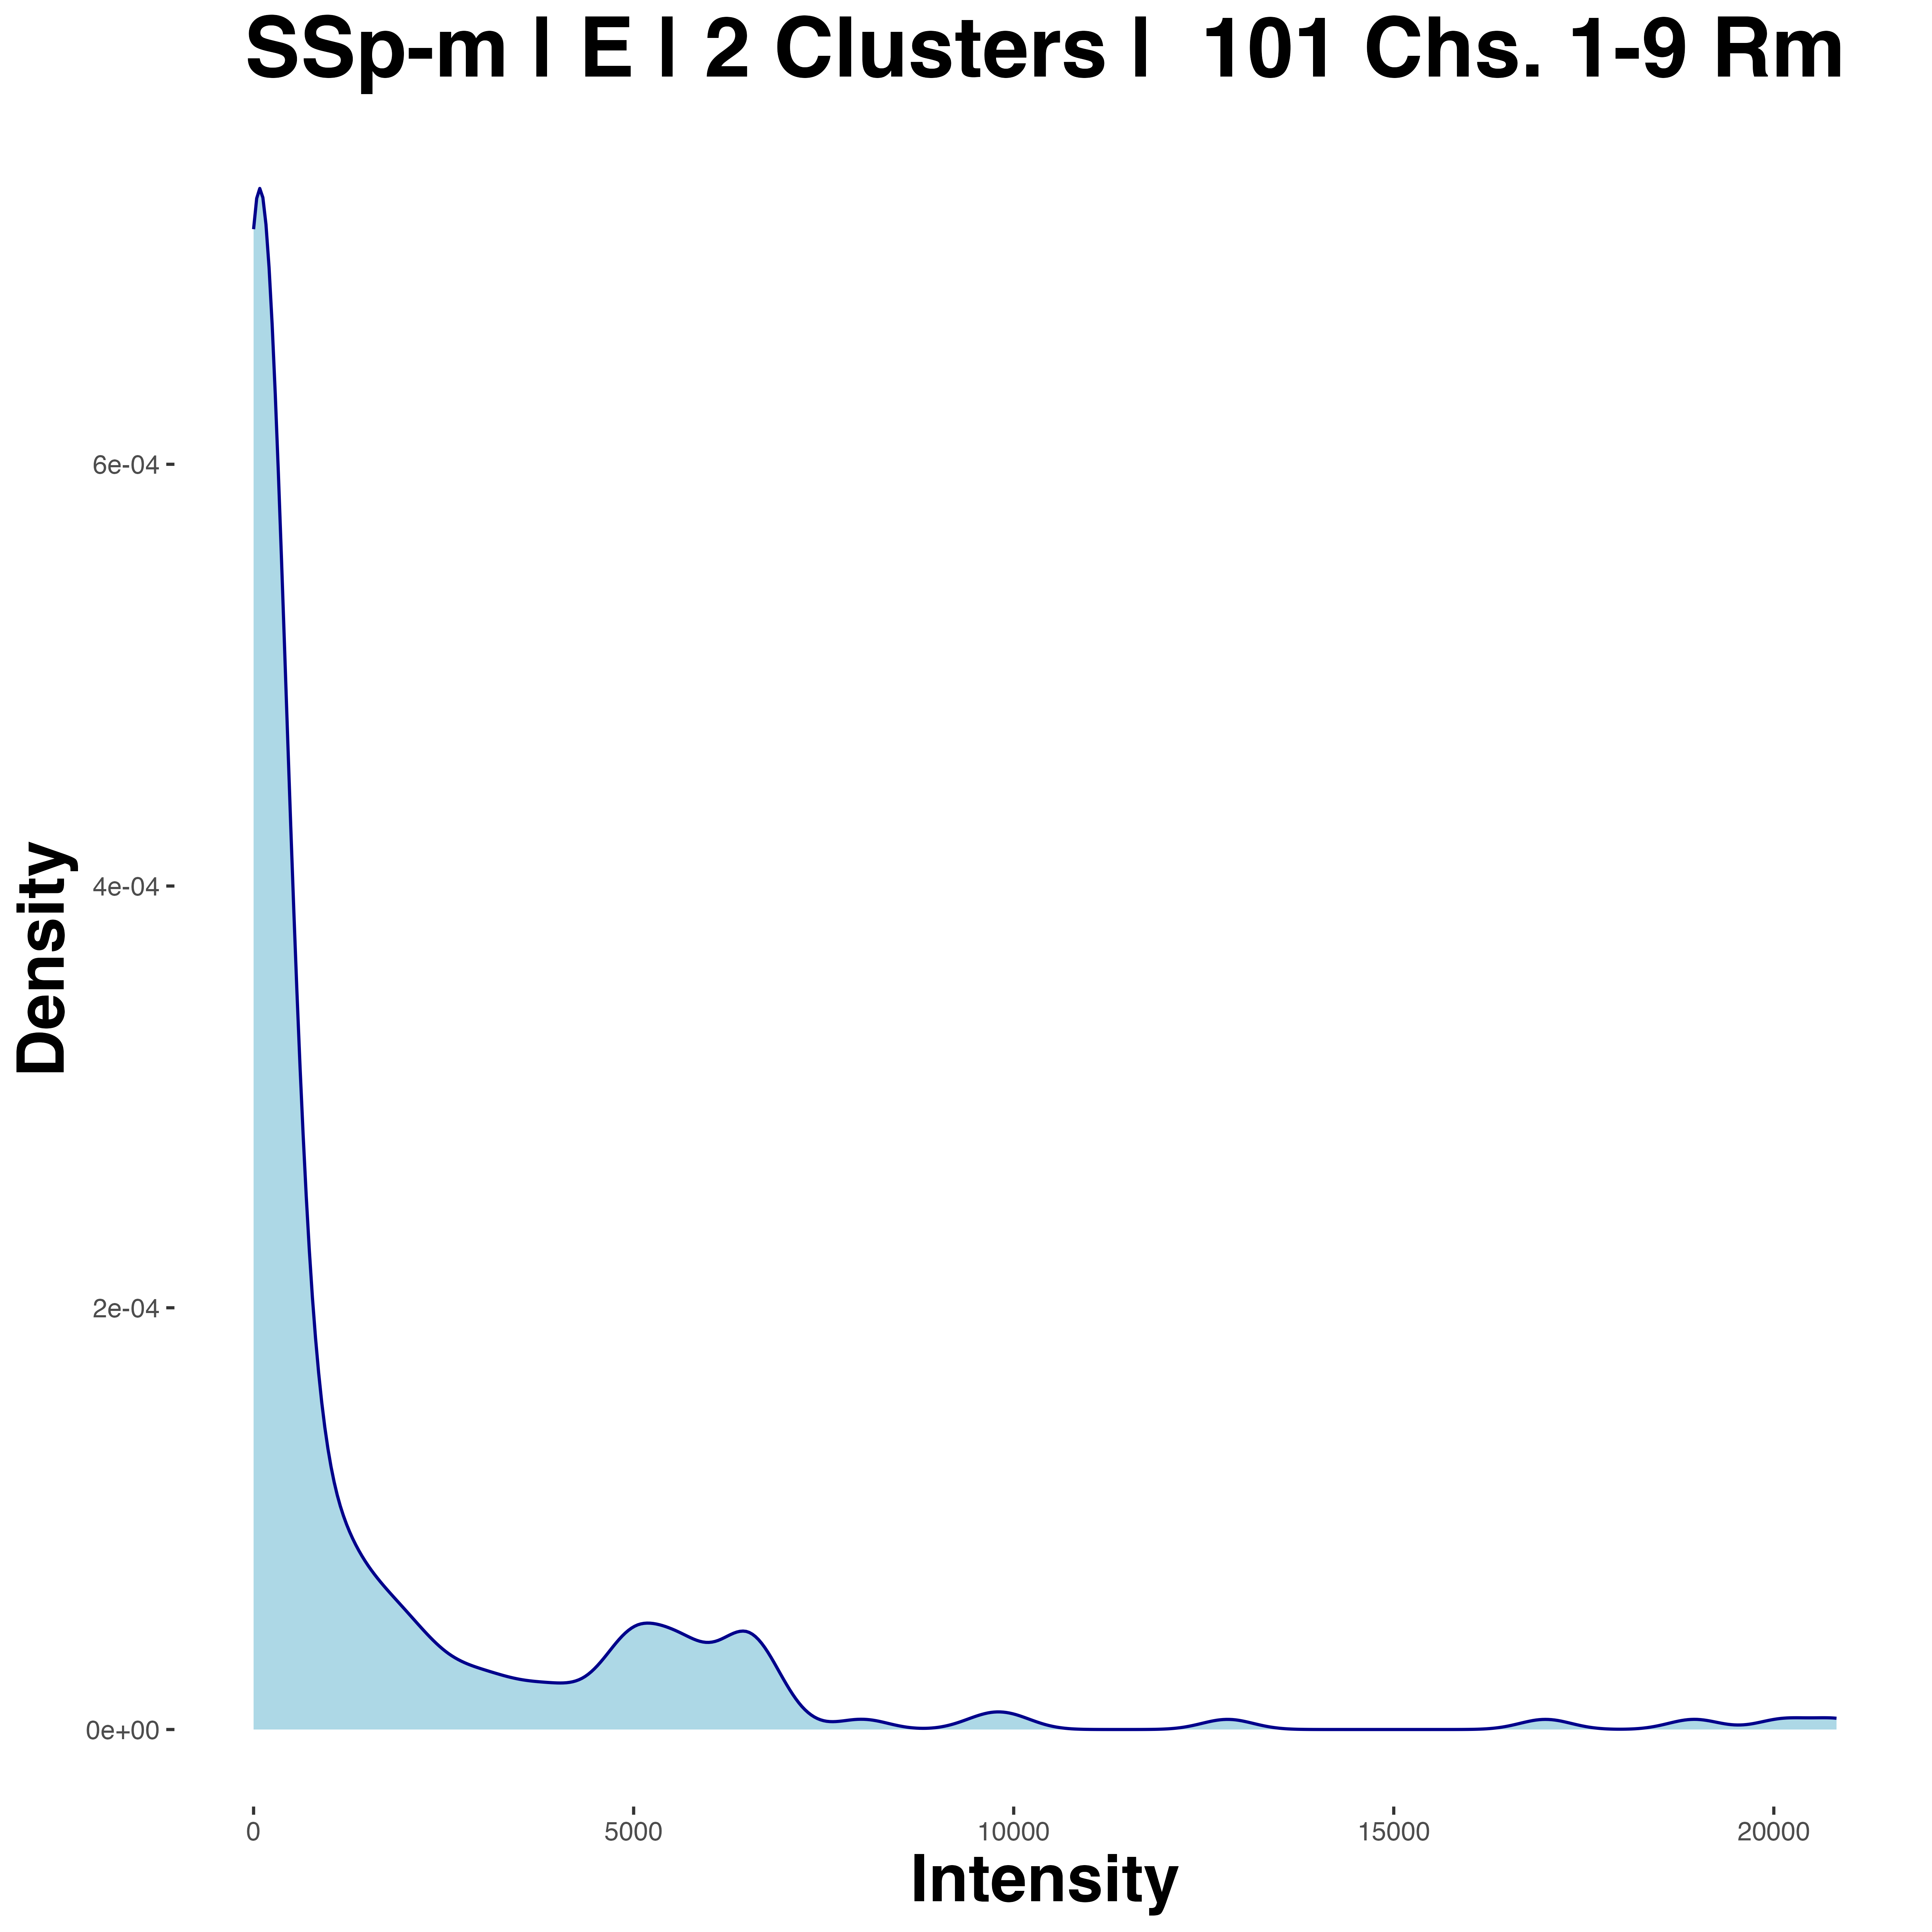 SSp-m | E | 2 Clusters |  101 Chs. 1-9 Rm
Density
6e-04
4e-04
2e-04
0e+00
0 5000 10000 15000 20000
Intensity